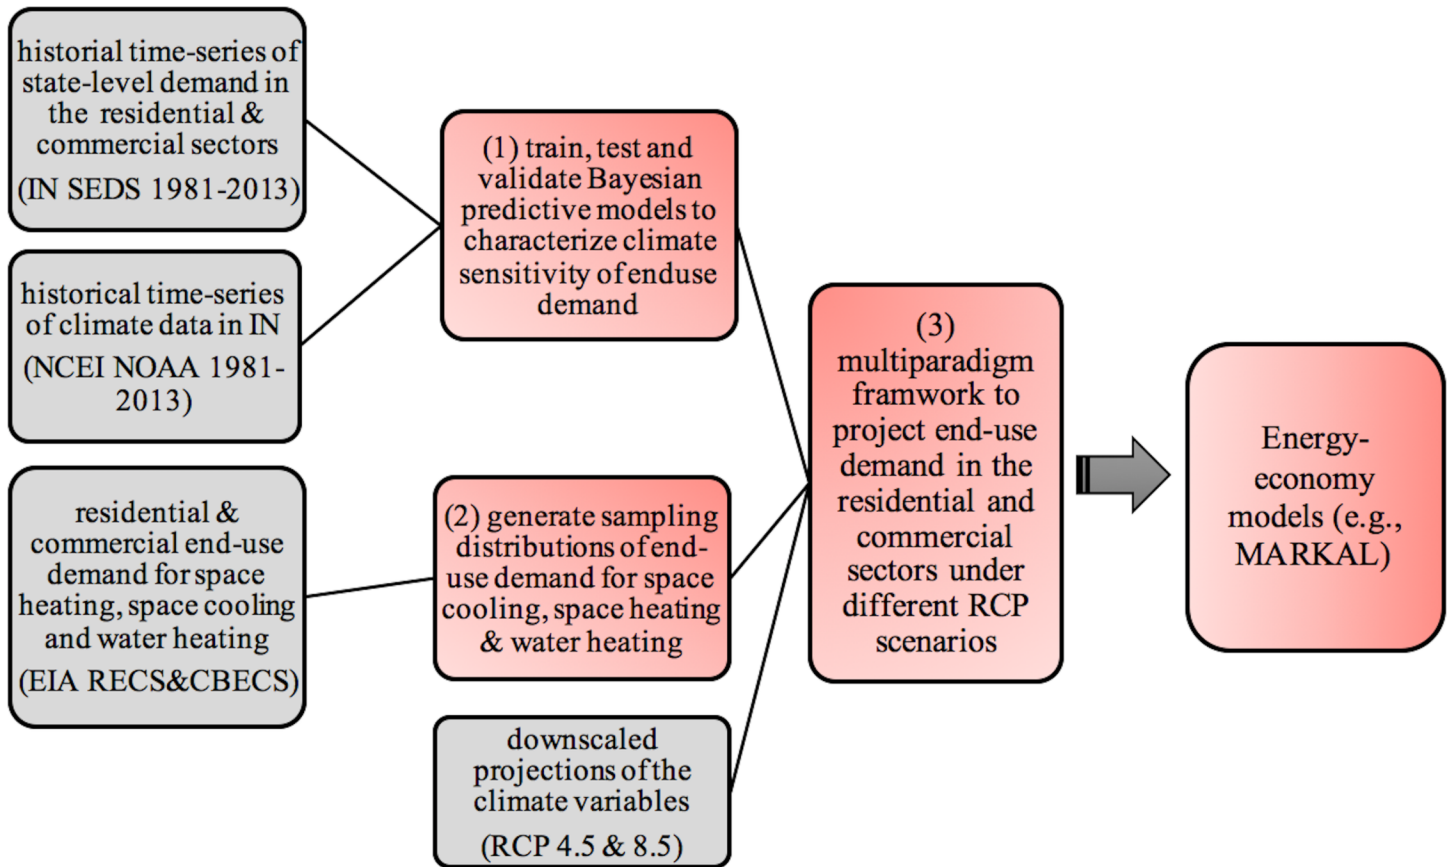 historial time-series of
state-level demand in
the residential &
commercial sectors
(IN SEDS 1981-2013)
historical time-series
of climate data in IN
(NCEI NOAA 1981-
2013)
residential &
commercial end-use
demand for space
heating, space cooling
and water heating
(EIA RECS&CBECS)
(1) train, test and
validate Bayesian
predictive models to
characterize climate
sensitivity of enduse
demand
(2) generate sampling
distributions of end-
use demand for space
cooling, space heating
& water heating
downscaled
projections of the
climate variables
(RCP 4.5 & 8.5)
(3)
multiparadigm
framwork to
project end-use
demand in the
residential and
commercial
sectors under
different RCP
scenarios
Energy-
economy
models (e.g.,
MARKAL)